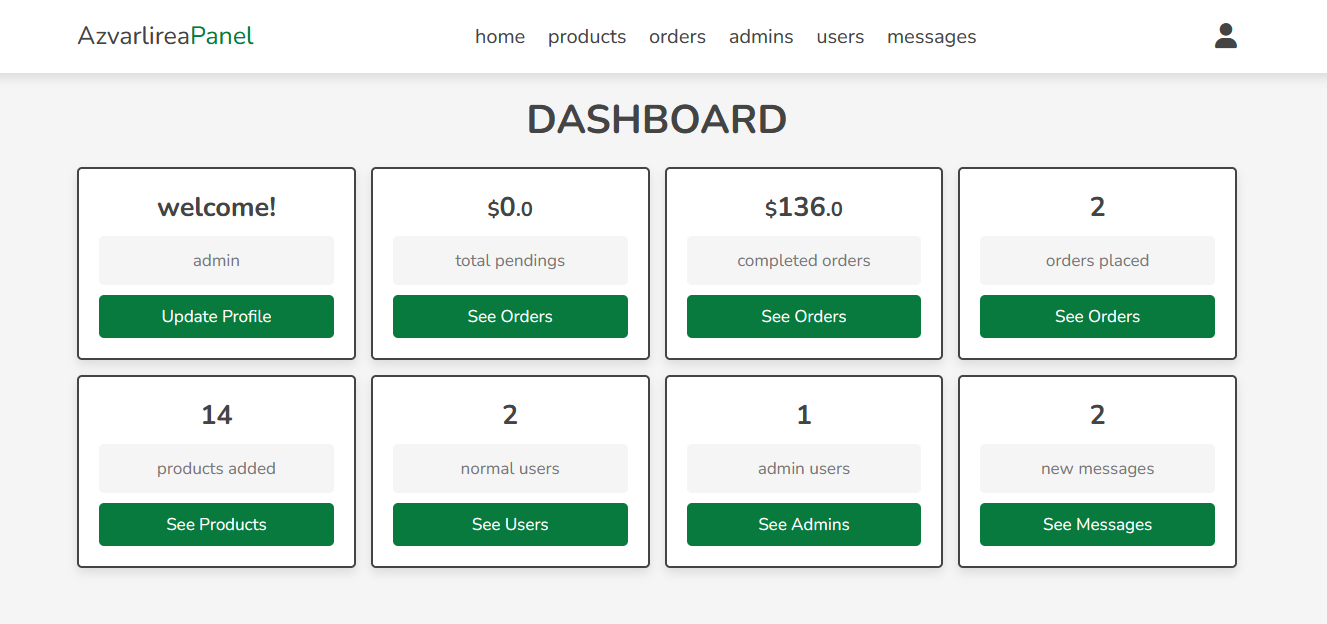 AzvarlireaPanel
home products orders admins users messages
DASHBOARD
welcome!
admin
Update Profile
$0.0
total pendings
See Orders
$136.0
completed orders
See Orders
2
orders placed
See Orders
14
products added
See Products
2
normal users
See Users
1
admin users
See Admins
2
new messages
See Messages